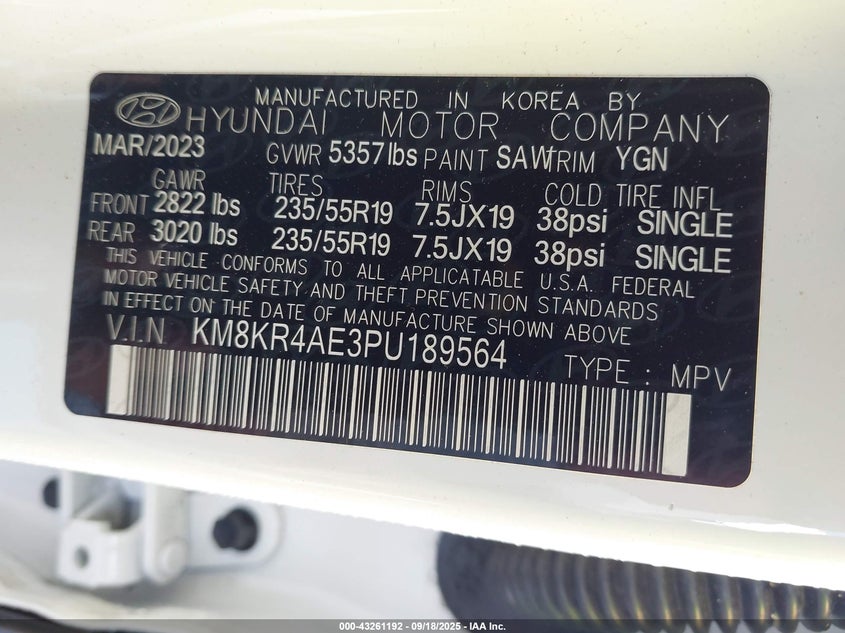 MANUFACTURED IN KOREA BY
HYUNDAI MOTOR COMPANY
MAR/2023 GVWR 5357lbs PAINT SAW TRIM YGN
GAWR TIRES RIMS COLD TIRE INFL
FRONT 2822 lbs 235/55R19 7.5JX19 38psi SINGLE
REAR 3020 lbs 235/55R19 7.5JX19 38psi SINGLE
THIS VEHICLE CONFORMS TO ALL APPLICATABLE U.S.A. FEDERAL
MOTOR VEHICLE SAFETY AND THEFT PREVENTION STANDARDS
IN EFFECT ON THE DATE OF MANUFACTURE SHOWN ABOVE
V.I.N KM8KR4AE3PU189564 TYPE : MPV
000-43261192 - 09/18/2025 - IAA Inc.